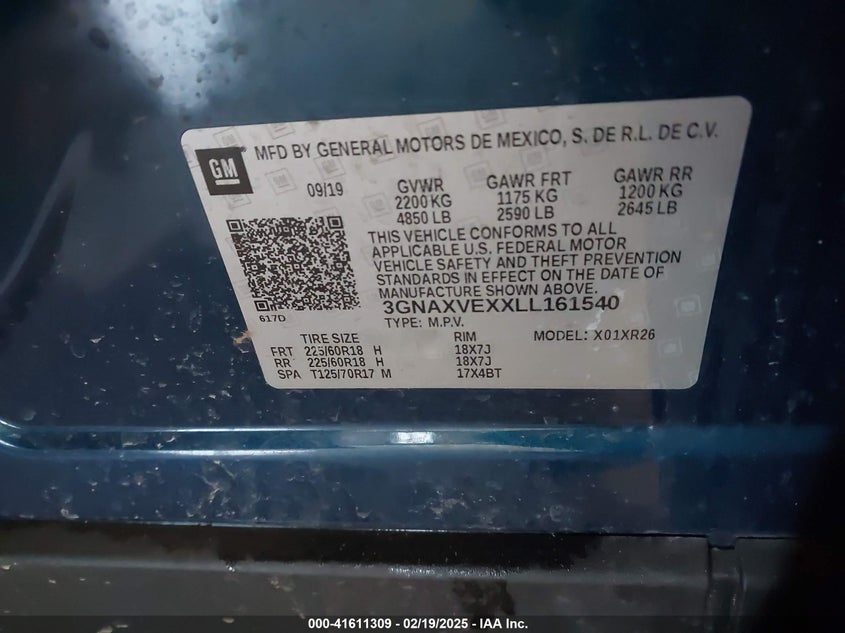 GM
MFD BY GENERAL MOTORS DE MEXICO, S. DE R.L. DE C.V.
09/19 GVWR GAWR FRT GAWR RR
2200 KG 1175 KG 1200 KG
4850 LB 2590 LB 2645 LB
THIS VEHICLE CONFORMS TO ALL
APPLICABLE U.S. FEDERAL MOTOR
VEHICLE SAFETY AND THEFT PREVENTION
STANDARDS IN EFFECT ON THE DATE OF
MANUFACTURE SHOWN ABOVE.
617D
3GNAXVEXXLL161540
TYPE: M.P.V.
TIRE SIZE RIM MODEL: X01XR26
FRT 225/60R18 H 18X7J
RR 225/60R18 H 18X7J
SPA T125/70R17 M 17X4BT
000-41611309 / 02/19/2025 - IAA Inc.